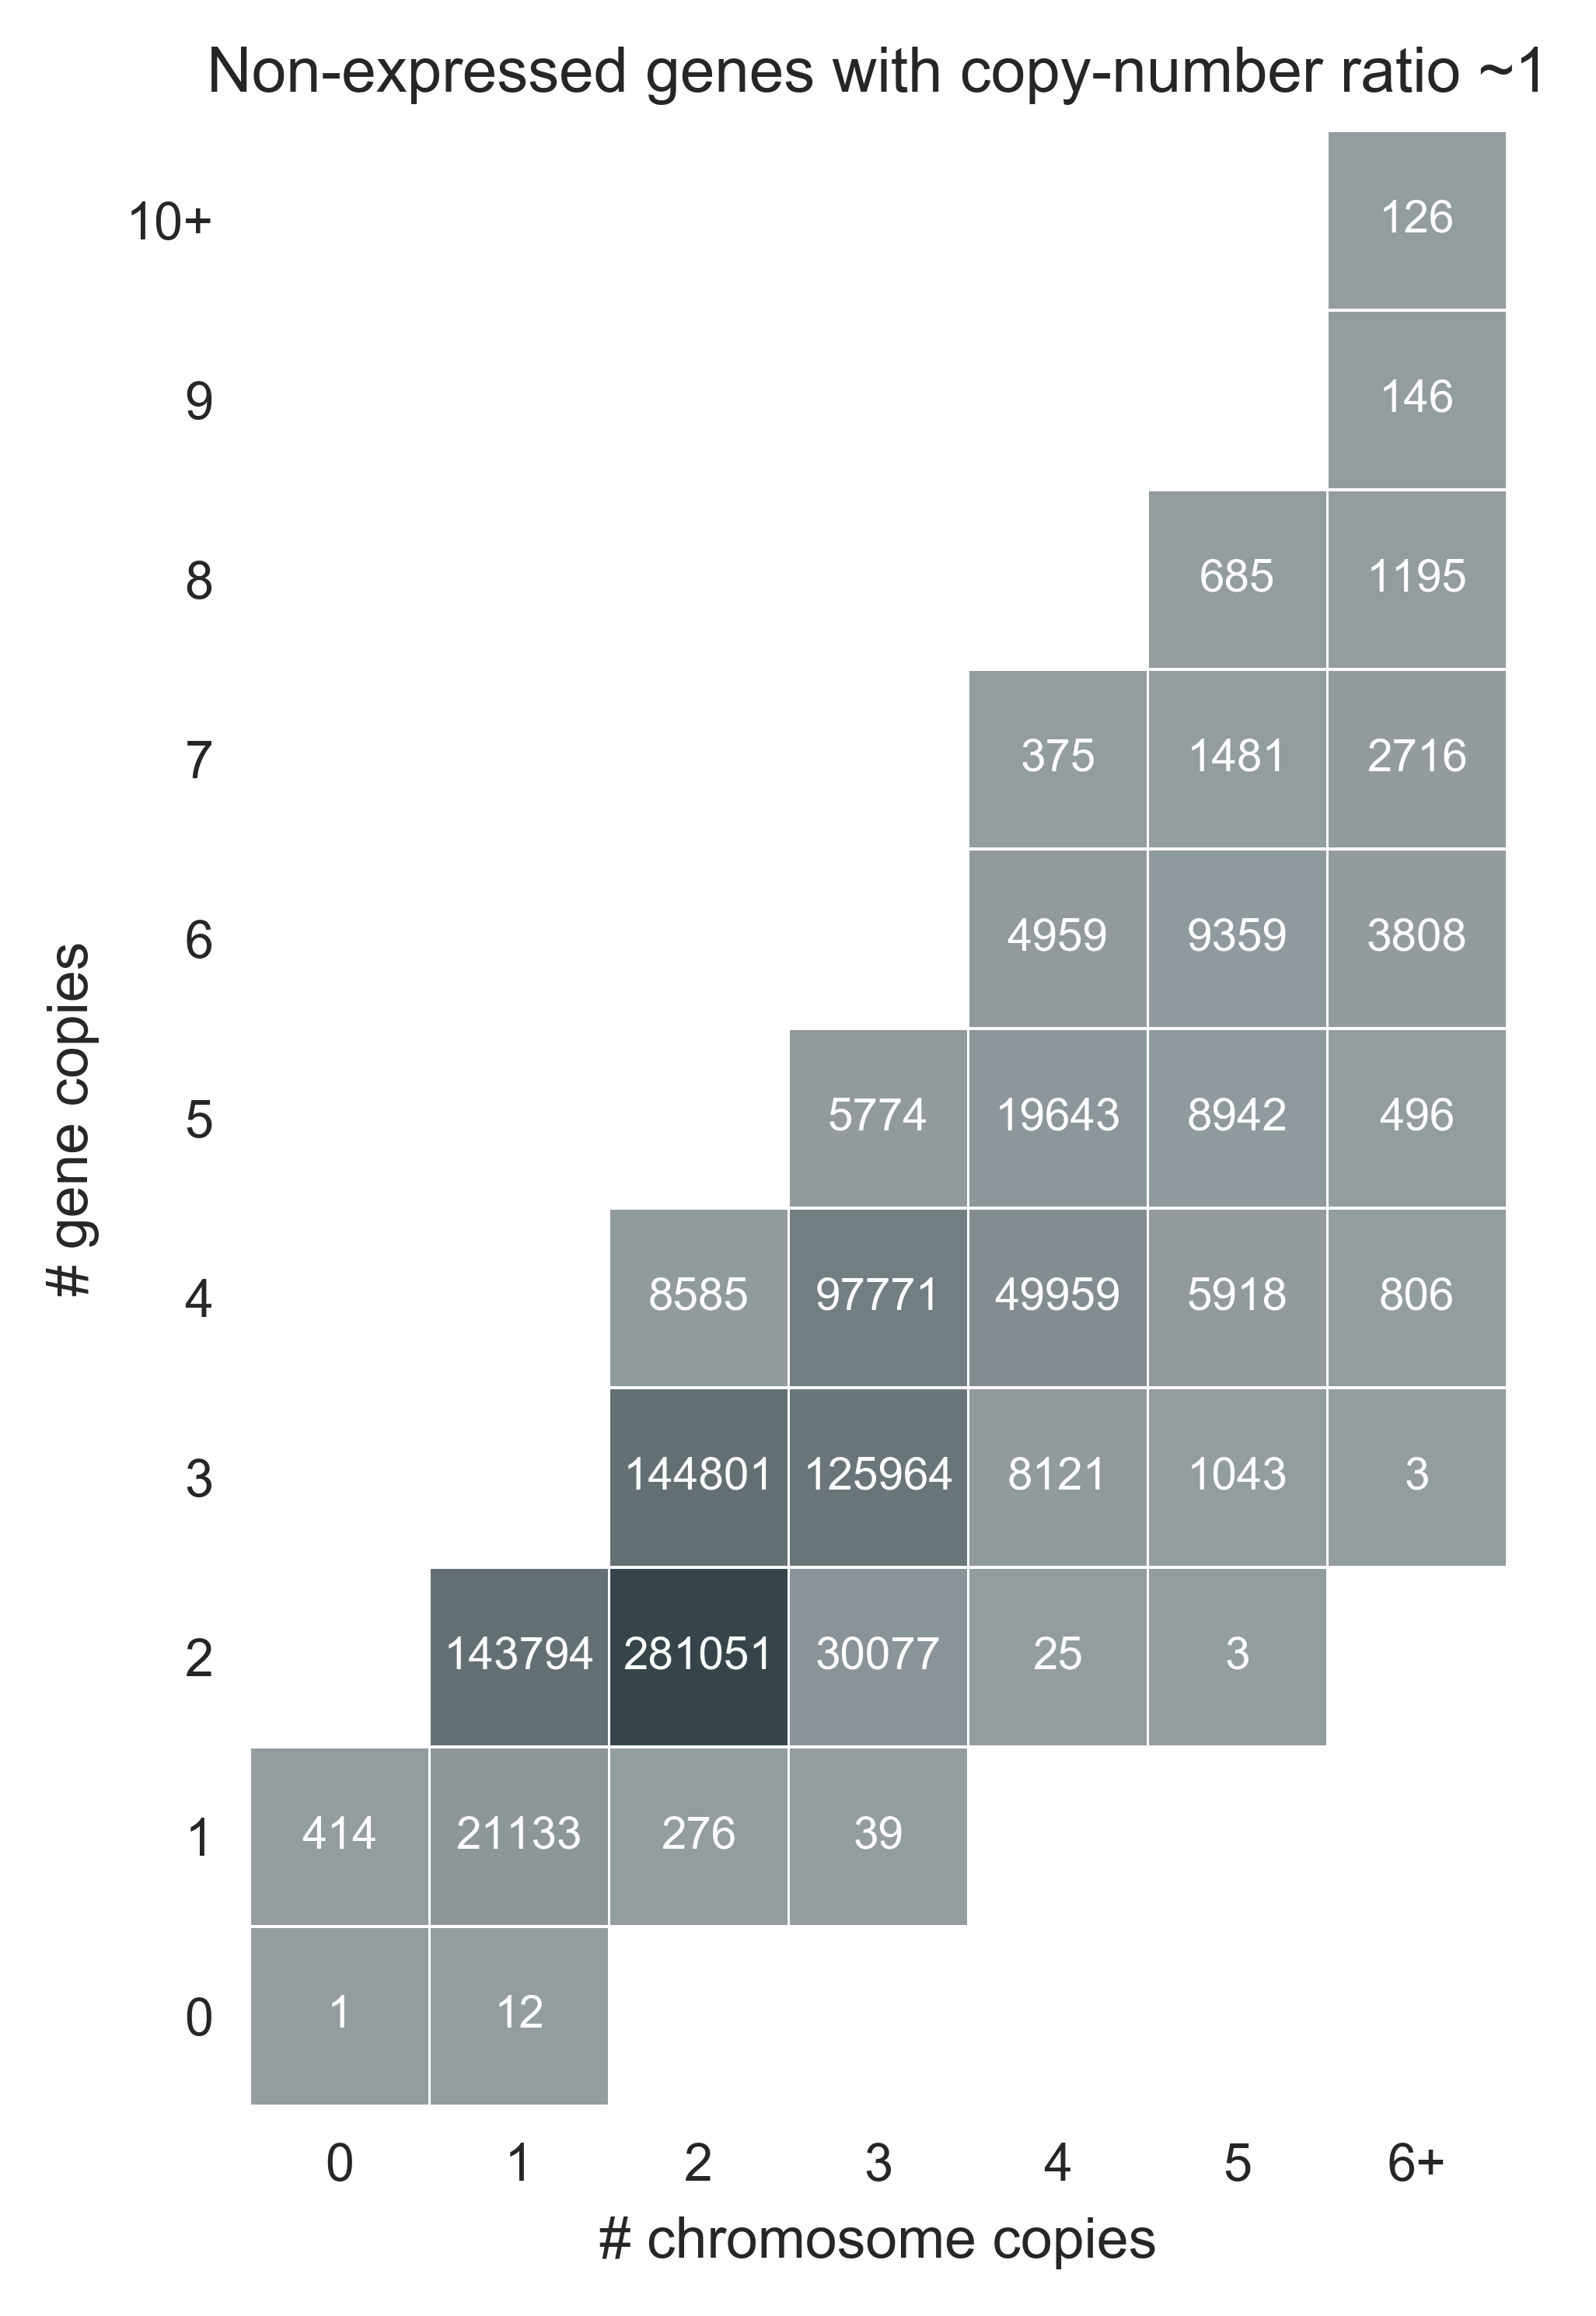 Non-expressed genes with copy-number ratio ~1
10+ 126
9 146
8 685 1195
7 375 1481 2716
6 4959 9359 3808
5 5774 19643 8942 496
4 8585 97771 49959 5918 806
3 144801 125964 8121 1043 3
2 143794 281051 30077 25 3
1 414 21133 276 39
0 1 12
0 1 2 3 4 5 6+
# chromosome copies
# gene copies